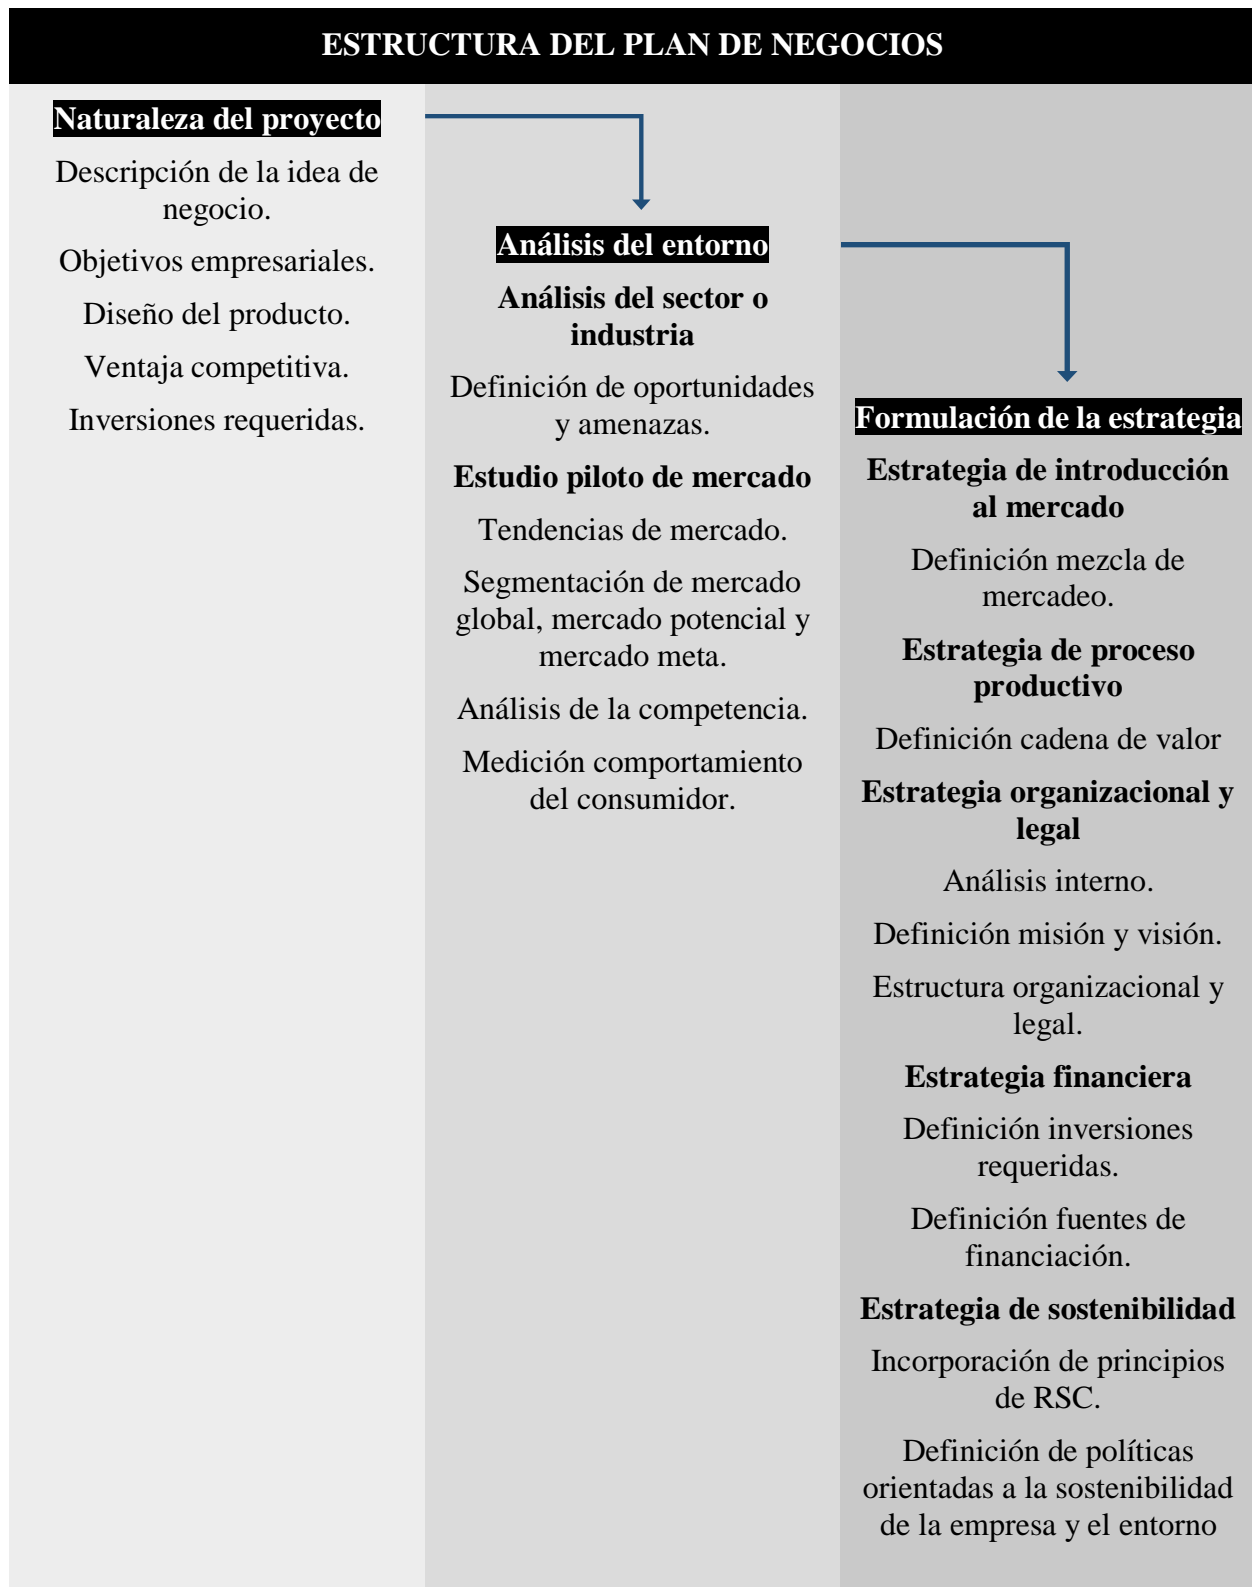 ESTRUCTURA DEL PLAN DE NEGOCIOS
Naturaleza del proyecto
Descripción de la idea de
negocio.
Objetivos empresariales.
Diseño del producto.
Ventaja competitiva.
Inversiones requeridas.
Análisis del entorno
Análisis del sector o
industria
Definición de oportunidades
y amenazas.
Estudio piloto de mercado
Tendencias de mercado.
Segmentación de mercado
global, mercado potencial y
mercado meta.
Análisis de la competencia.
Medición comportamiento
del consumidor.
Formulación de la estrategia
Estrategia de introducción
al mercado
Definición mezcla de
mercadeo.
Estrategia de proceso
productivo
Definición cadena de valor
Estrategia organizacional y
legal
Análisis interno.
Definición misión y visión.
Estructura organizacional y
legal.
Estrategia financiera
Definición inversiones
requeridas.
Definición fuentes de
financiación.
Estrategia de sostenibilidad
Incorporación de principios
de RSC.
Definición de políticas
orientadas a la sostenibilidad
de la empresa y el entorno